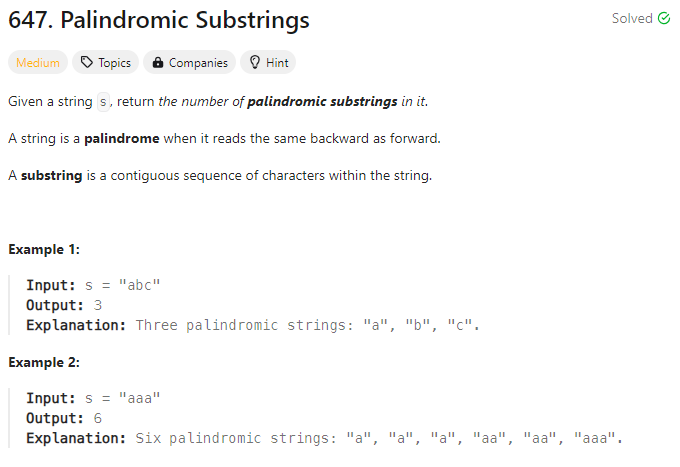 647. Palindromic Substrings
Solved
Medium Topics Companies Hint
Given a string s, return the number of palindromic substrings in it.
A string is a palindrome when it reads the same backward as forward.
A substring is a contiguous sequence of characters within the string.
Example 1:
Input: s = "abc"
Output: 3
Explanation: Three palindromic strings: "a", "b", "c".
Example 2:
Input: s = "aaa"
Output: 6
Explanation: Six palindromic strings: "a", "a", "a", "aa", "aa", "aaa".